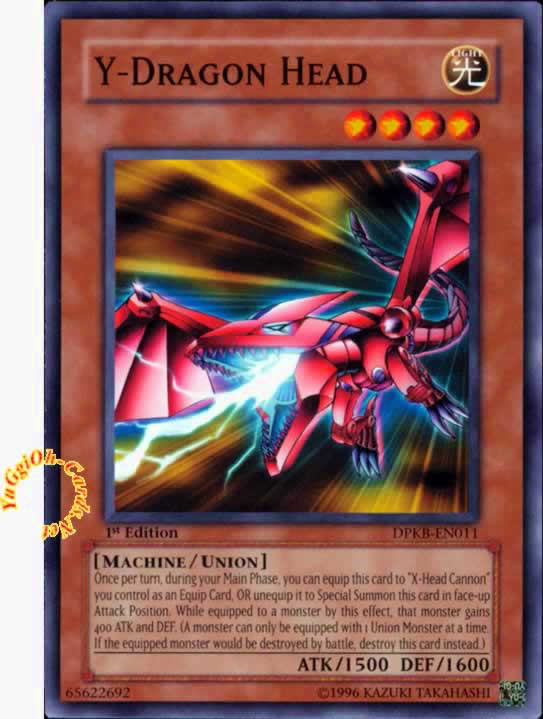 Y-Dragon Head
LIGHT
光
1st Edition
DPKB-EN011
[Machine/Union]
Once per turn, during your Main Phase, you can equip this card to "X-Head Cannon"
you control as an Equip Card, OR unequip it to Special Summon this card in face-up
Attack Position. While equipped to a monster by this effect, that monster gains
400 ATK and DEF. (A monster can only be equipped with 1 Union Monster at a time.
If the equipped monster would be destroyed by battle, destroy this card instead.)
ATK/1500 DEF/1600
65622692
©1996 KAZUKI TAKAHASHI
YuGgiOh-Cards.Net